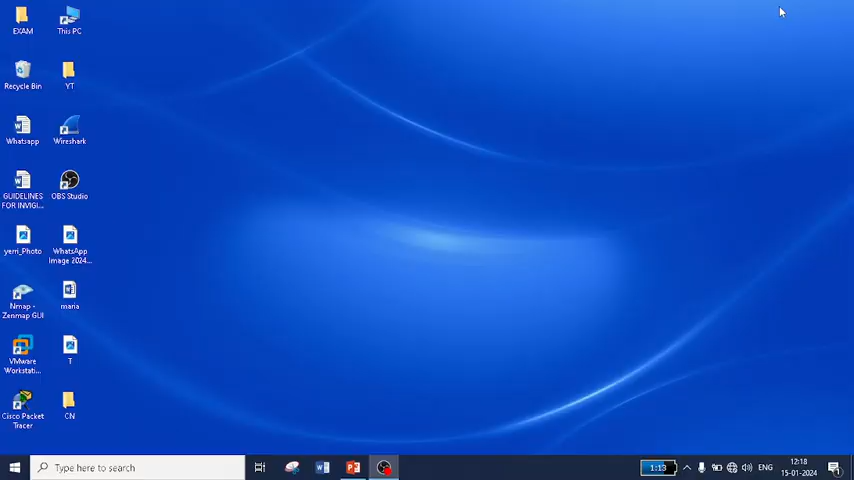 EXAM
This PC
Recycle Bin
YT
Whatsapp
Wireshark
GUIDELINES
FOR INVIGI...
OBS Studio
yerri_Photo
WhatsApp
Image 2024...
Nmap -
Zenmap GUI
maria
VMware
Workstati...
T
Cisco Packet
Tracer
CN
Type here to search
1:13
ENG
12:18
15-01-2024
1